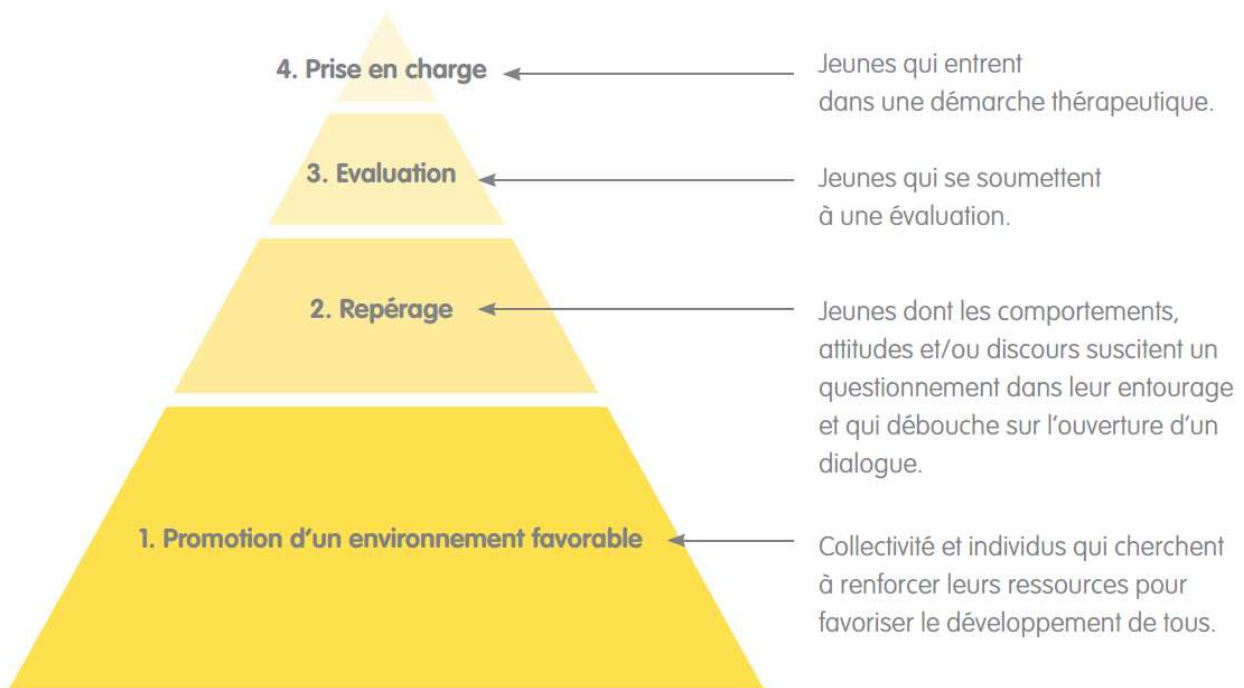 4. Prise en charge
Jeunes qui entrent
dans une démarche thérapeutique.
3. Evaluation
Jeunes qui se soumettent
à une évaluation.
2. Repérage
Jeunes dont les comportements,
attitudes et/ou discours suscitent un
questionnement dans leur entourage
et qui débouche sur l’ouverture d’un
dialogue.
1. Promotion d’un environnement favorable
Collectivité et individus qui cherchent
à renforcer leurs ressources pour
favoriser le développement de tous.